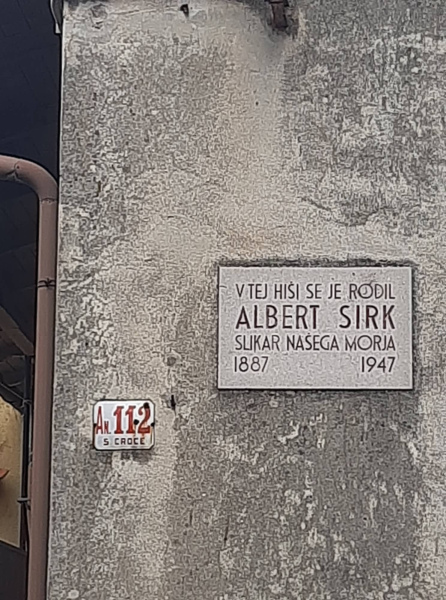 V TEJ HIŠI SE JE RODIL
ALBERT SIRK
SLIKAR NAŠEGA MORJA
1887 1947
AN. 112
S CROCE